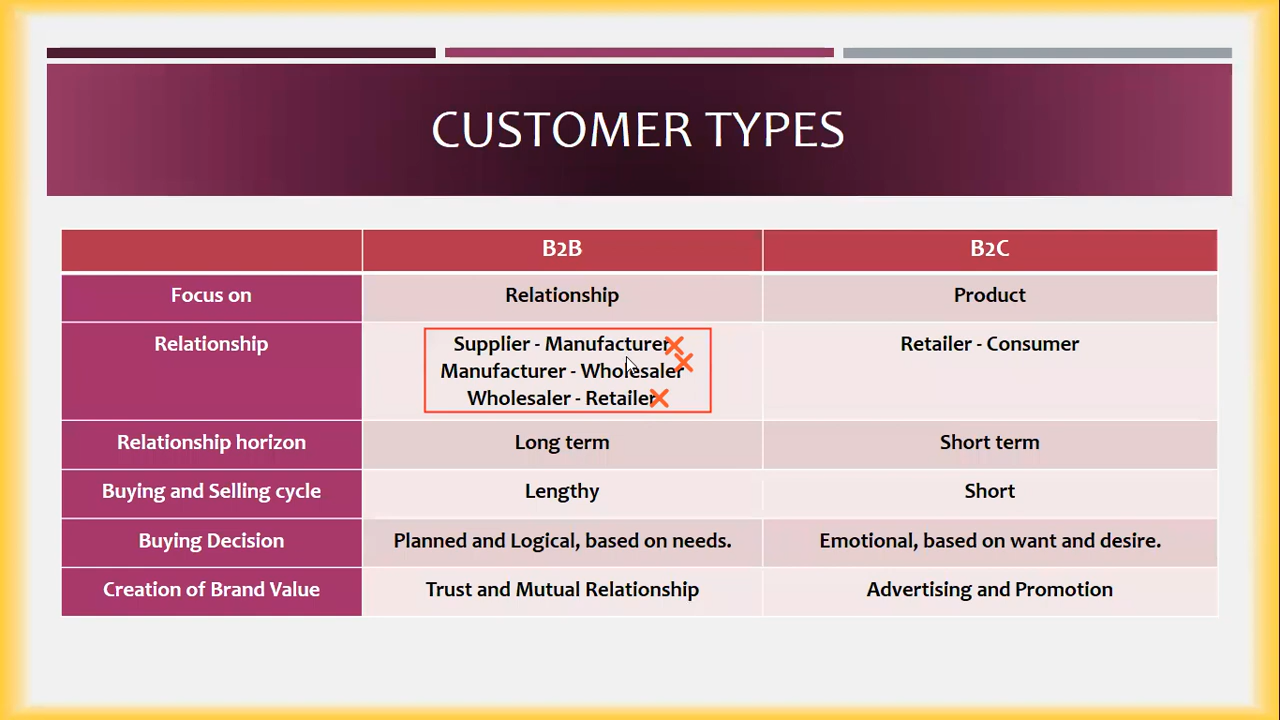 CUSTOMER TYPES
B2B B2C
Focus on Relationship Product
Relationship Supplier - Manufacturer Retailer - Consumer
Manufacturer - Wholesaler
Wholesaler - Retailer
Relationship horizon Long term Short term
Buying and Selling cycle Lengthy Short
Buying Decision Planned and Logical, based on needs. Emotional, based on want and desire.
Creation of Brand Value Trust and Mutual Relationship Advertising and Promotion